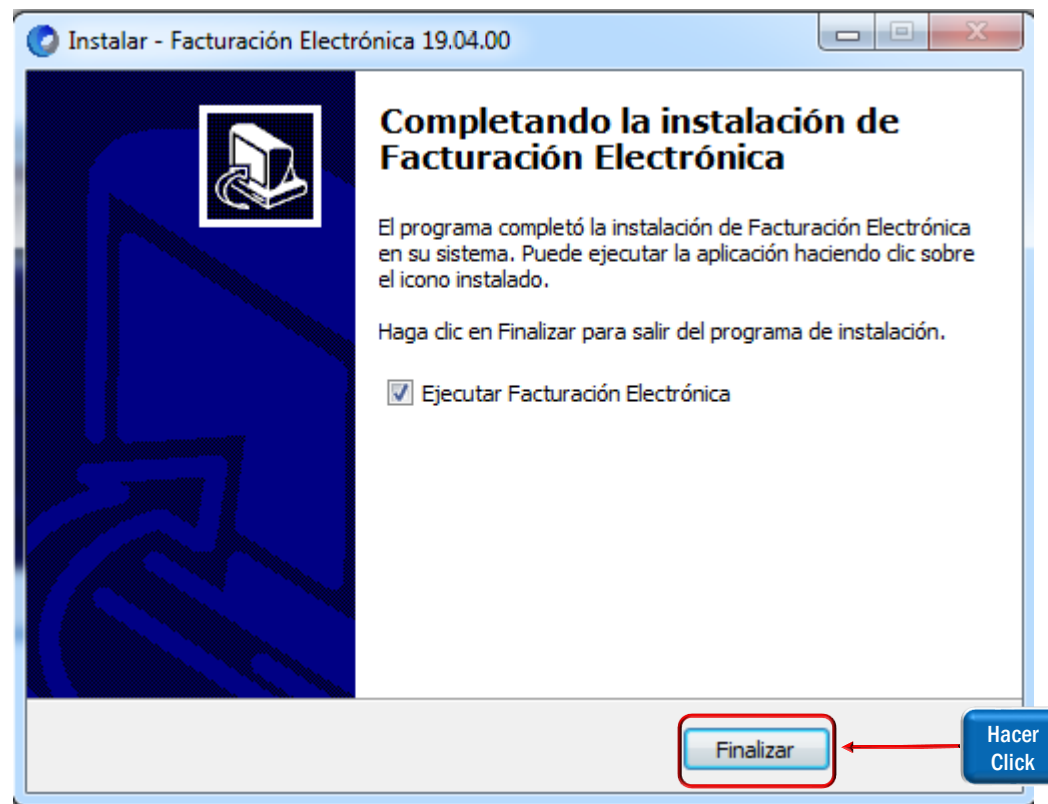 Instalar - Facturación Electrónica 19.04.00
Completando la instalación de
Facturación Electrónica
El programa completó la instalación de Facturación Electrónica
en su sistema. Puede ejecutar la aplicación haciendo clic sobre
el icono instalado.
Haga clic en Finalizar para salir del programa de instalación.
Ejecutar Facturación Electrónica
Finalizar
Hacer
Click